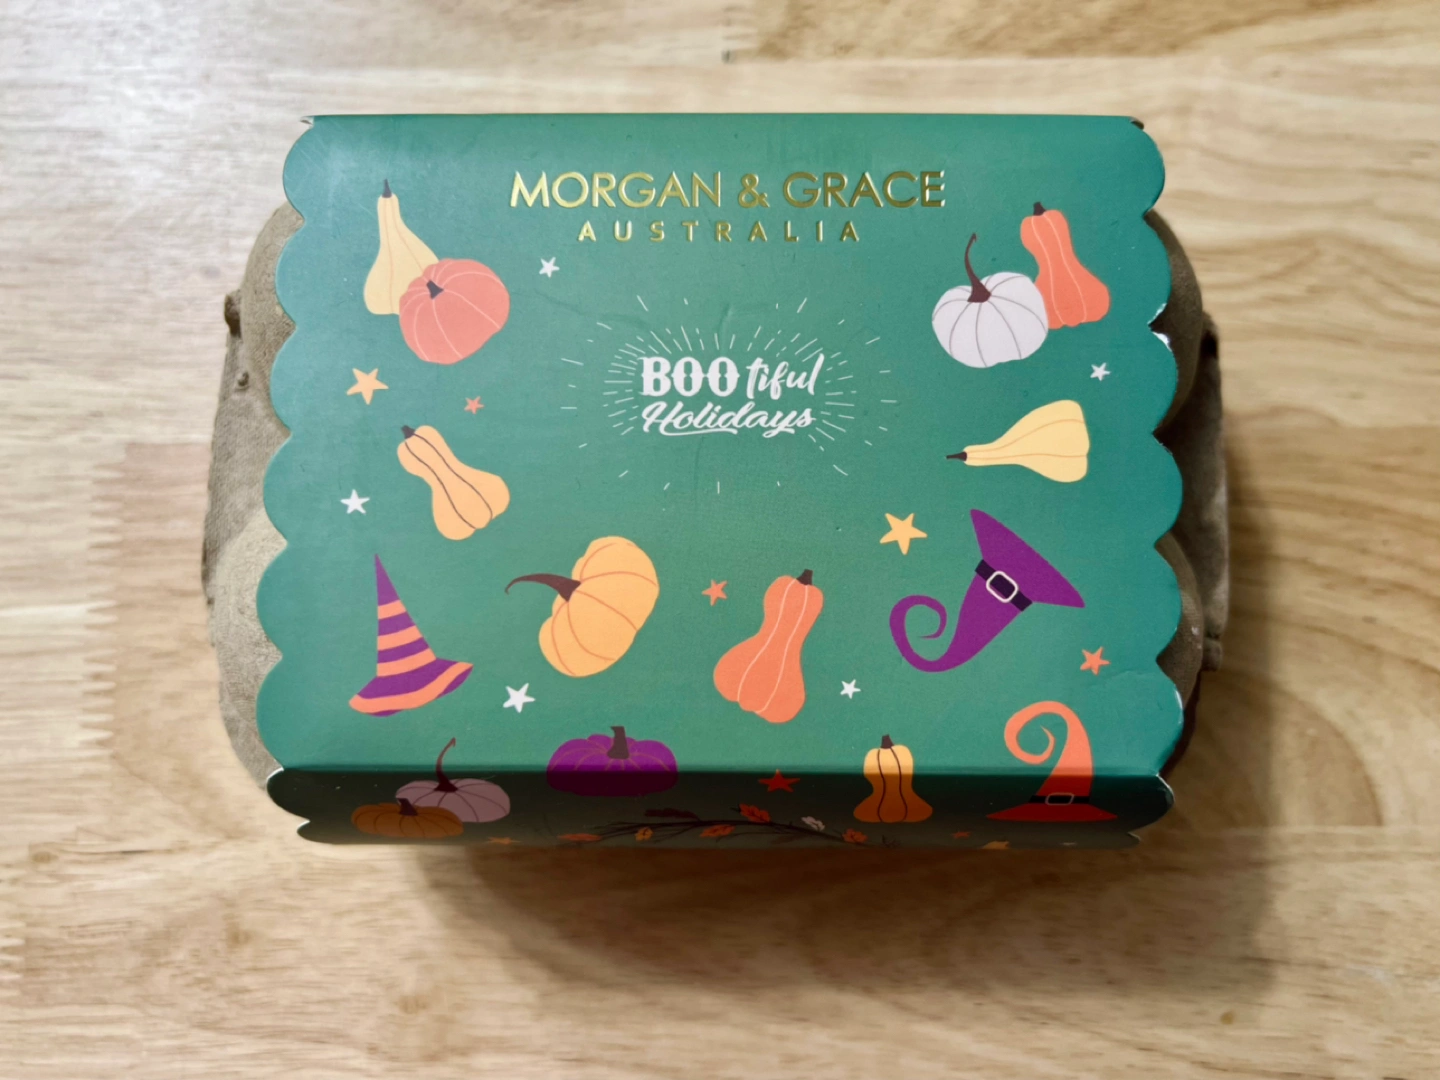 MORGAN & GRACE
AUSTRALIA
BOOtiful
Holidays